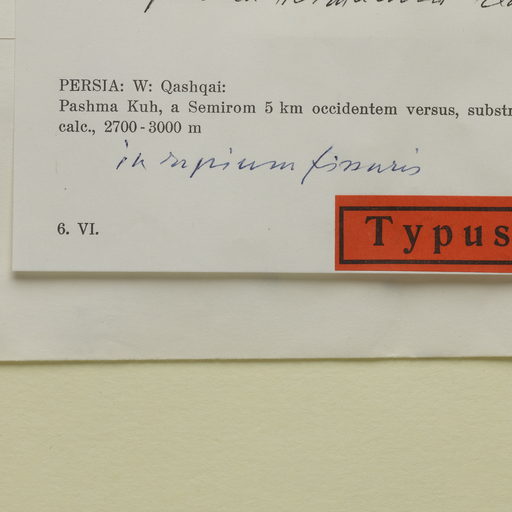 PERSIA: W: Qashqai:
Pashma Kuh, a Semirom 5 km occidentem versus, substr
calc., 2700-3000 m
in rupium fissuris
6. VI.
Typus